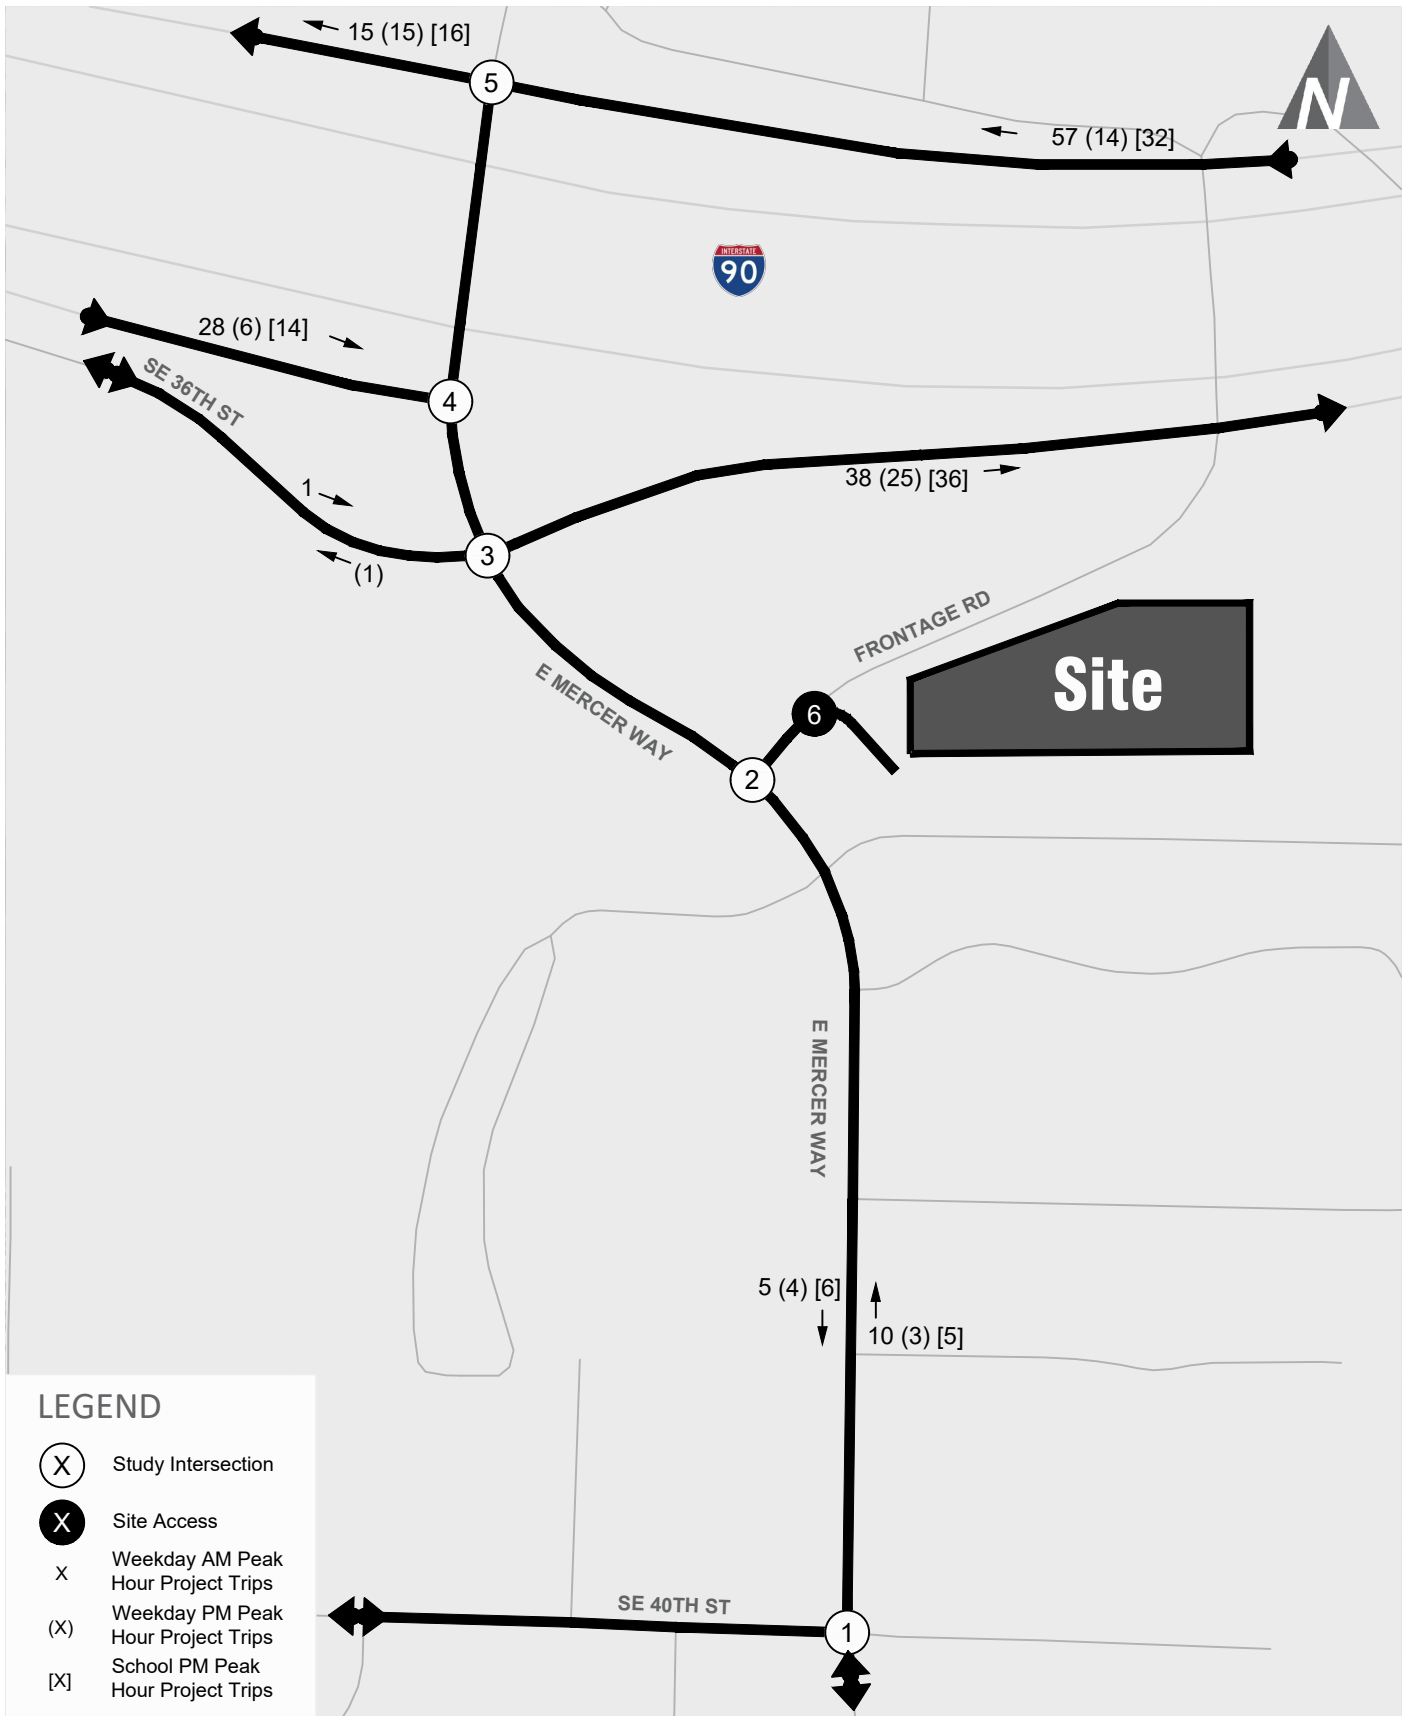 15 (15) [16]
5
N
57 (14) [32]
INTERSTATE
90
28 (6) [14]
SE 36TH ST
4
38 (25) [36]
1
3
(1)
FRONTAGE RD
Site
E MERCER WAY
6
2
E MERCER WAY
5 (4) [6]
10 (3) [5]
LEGEND
X Study Intersection
X Site Access
X Weekday AM Peak
Hour Project Trips
(X) Weekday PM Peak
Hour Project Trips
[X] School PM Peak
Hour Project Trips
SE 40TH ST
1